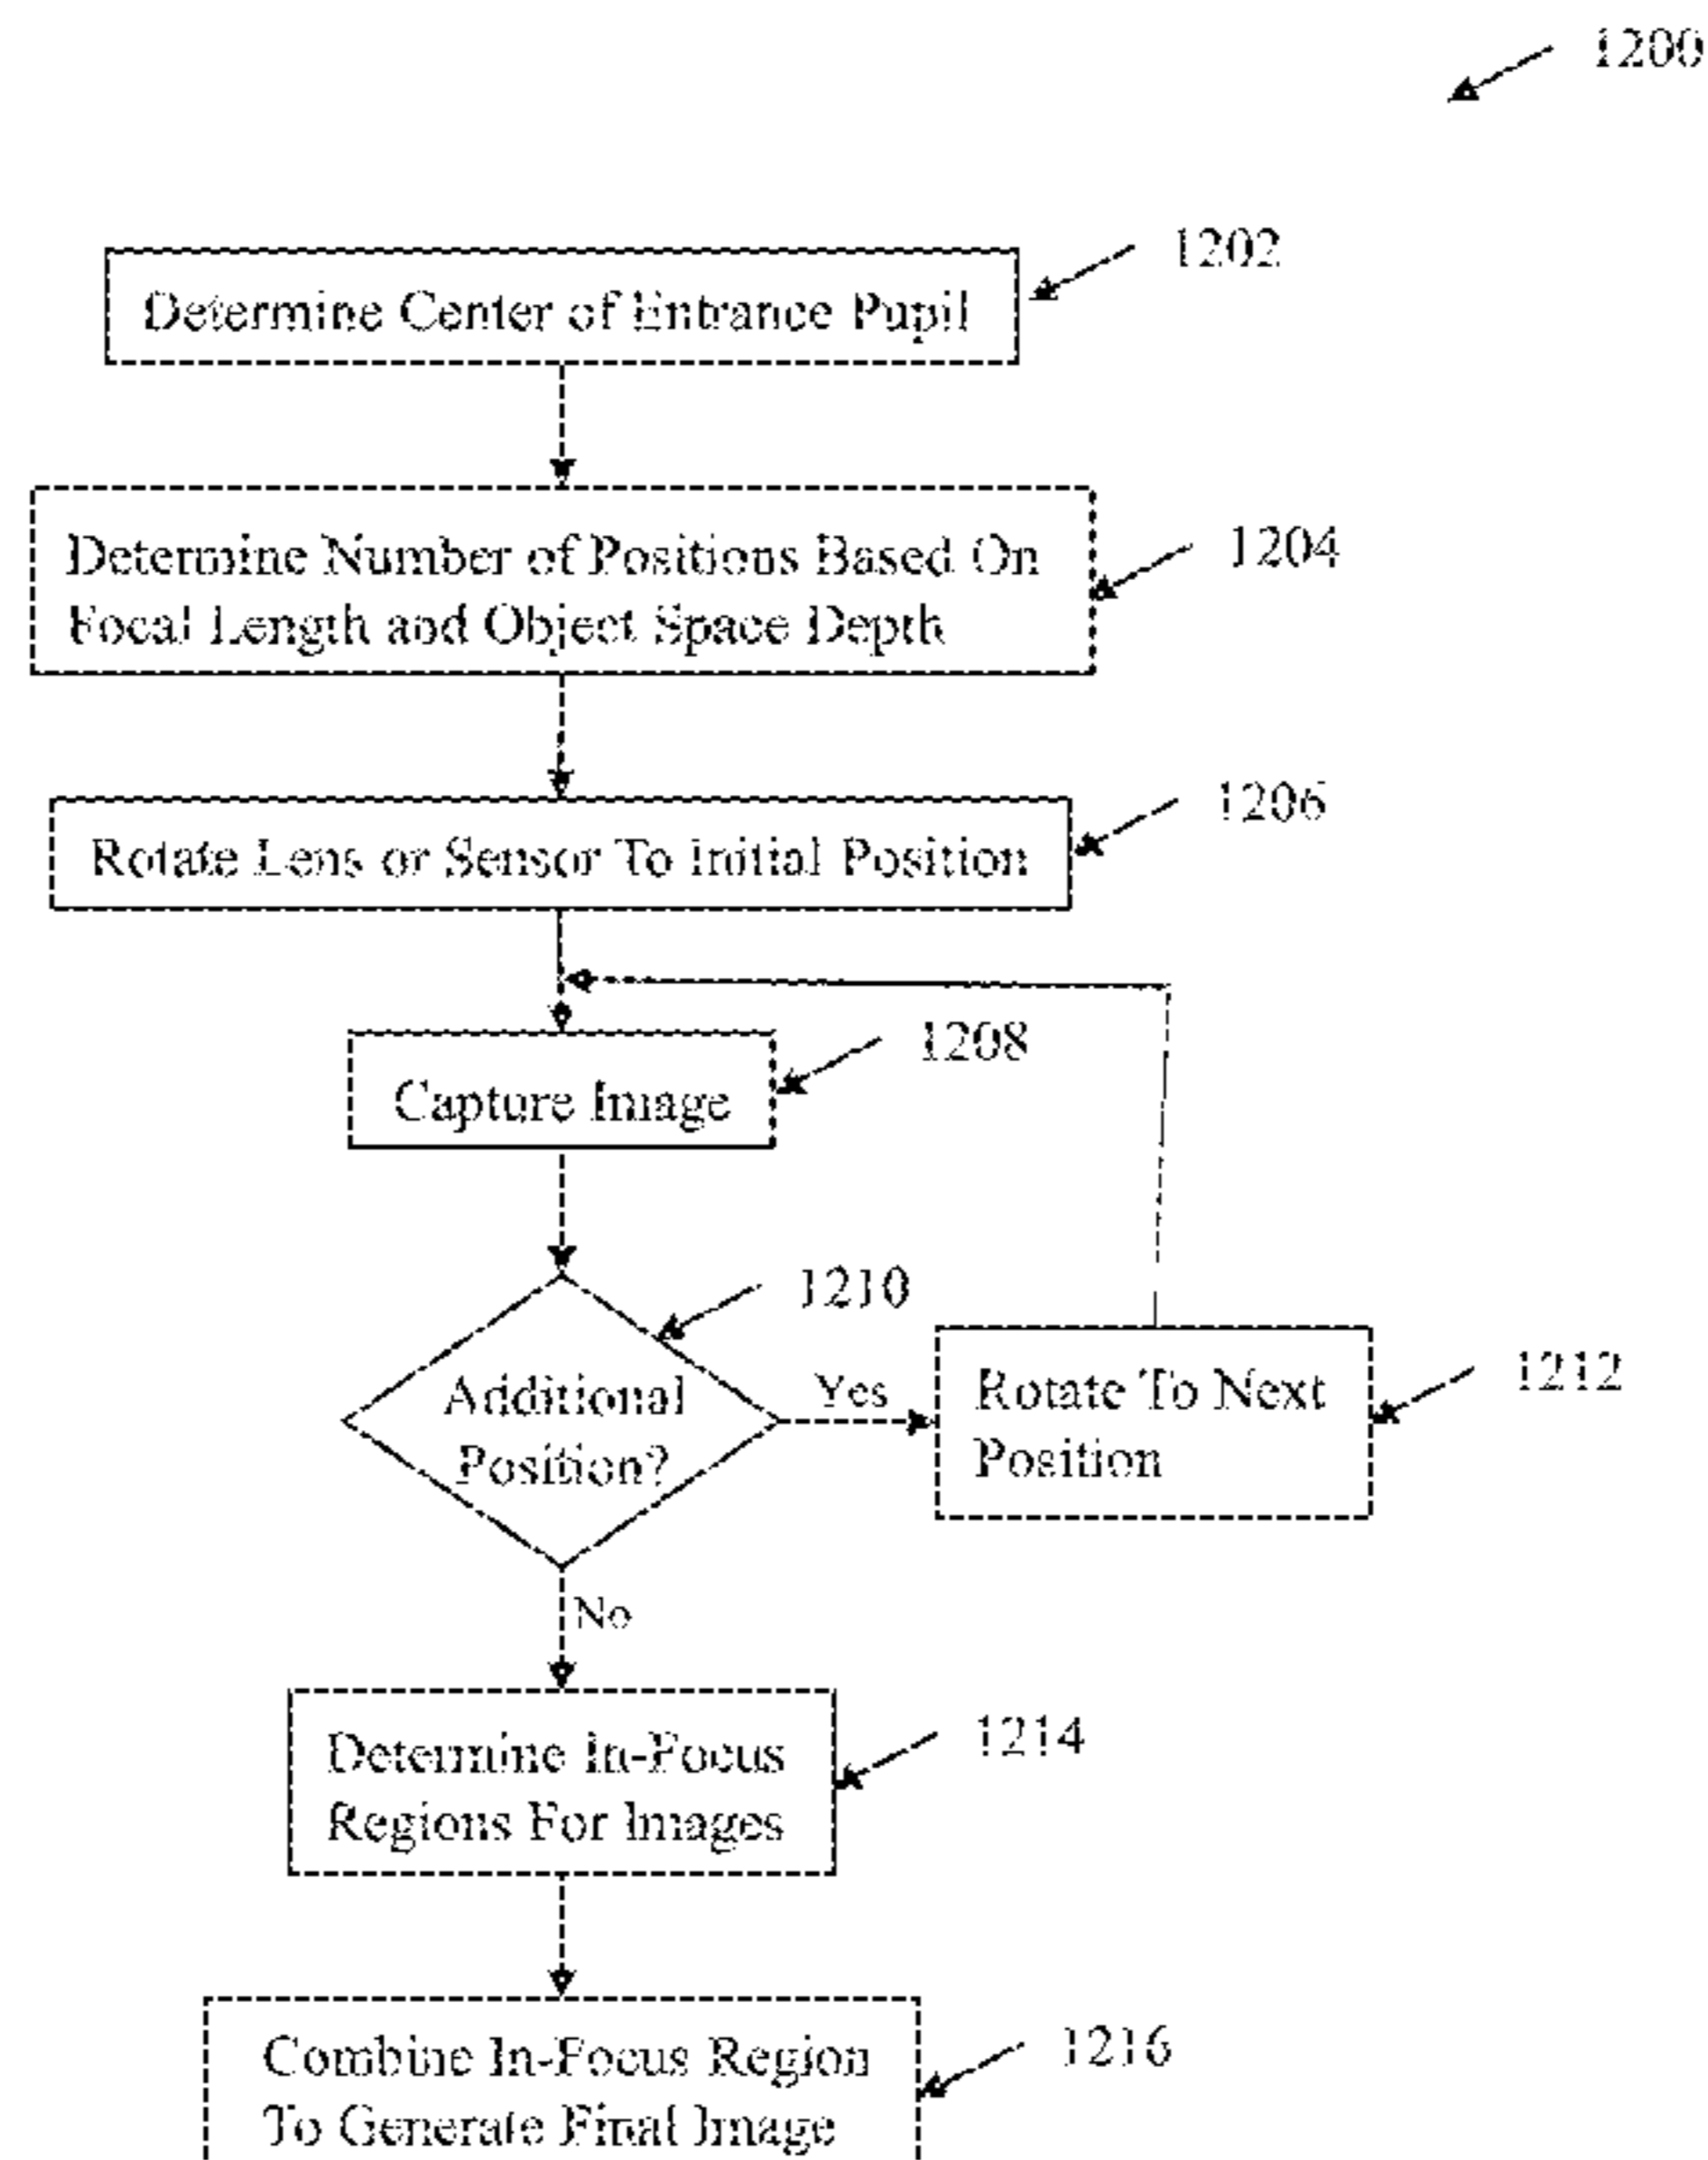 1200
1202
Determine Center of Entrance Pupil
1204
Determine Number of Positions Based On
Focal Length and Object Space Depth
1206
Rotate Lens or Sensor To Initial Position
1208
Capture Image
1210
Additional
Position?
Yes
1212
Rotate To Next
Position
No
1214
Determine In-Focus
Regions For Images
1216
Combine In-Focus Region
To Generate Final Image